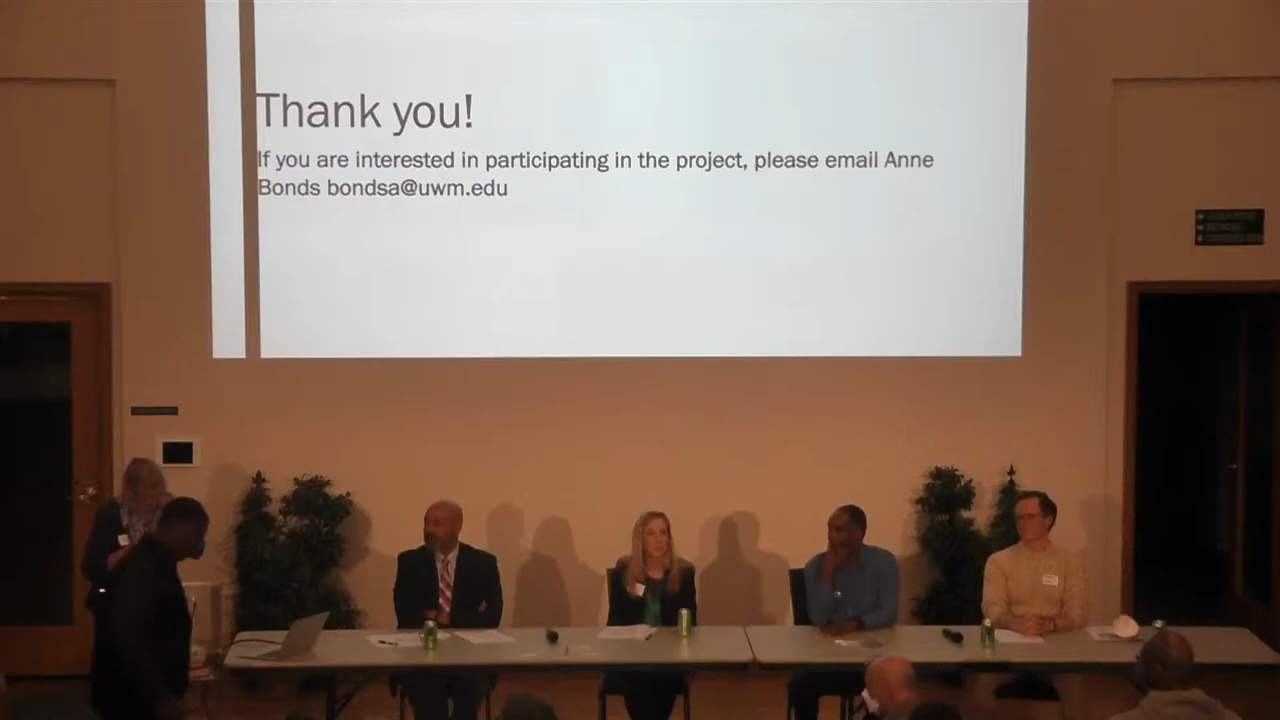 Thank you!
If you are interested in participating in the project, please email Anne
Bonds bondsa@uwm.edu